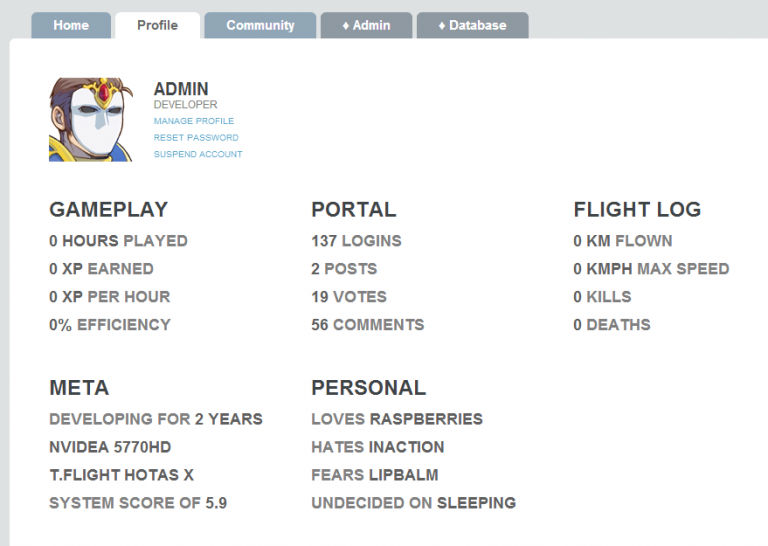 Home
Profile
Community
♦ Admin
♦ Database
ADMIN
DEVELOPER
MANAGE PROFILE
RESET PASSWORD
SUSPEND ACCOUNT
GAMEPLAY
0 HOURS PLAYED
0 XP EARNED
0 XP PER HOUR
0% EFFICIENCY
PORTAL
137 LOGINS
2 POSTS
19 VOTES
56 COMMENTS
FLIGHT LOG
0 KM FLOWN
0 KMPH MAX SPEED
0 KILLS
0 DEATHS
META
DEVELOPING FOR 2 YEARS
NVIDEA 5770HD
T.FLIGHT HOTAS X
SYSTEM SCORE OF 5.9
PERSONAL
LOVES RASPBERRIES
HATES INACTION
FEARS LIPBALM
UNDECIDED ON SLEEPING